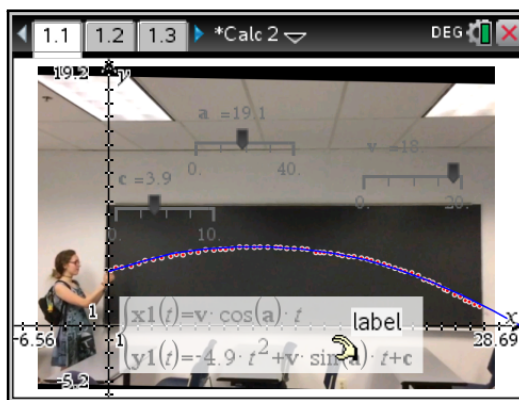 1.1 1.2 1.3 *Calc 2 DEG
19.2 y
a =19.1
0. 40.
v =18.
0. 20.
c =3.9
0. 10.
1
x
-6.56 1 28.69
x1(t)=v· cos(a)· t
label
y1(t)=-4.9· t²+v· sin(a)· t+c
-5.2